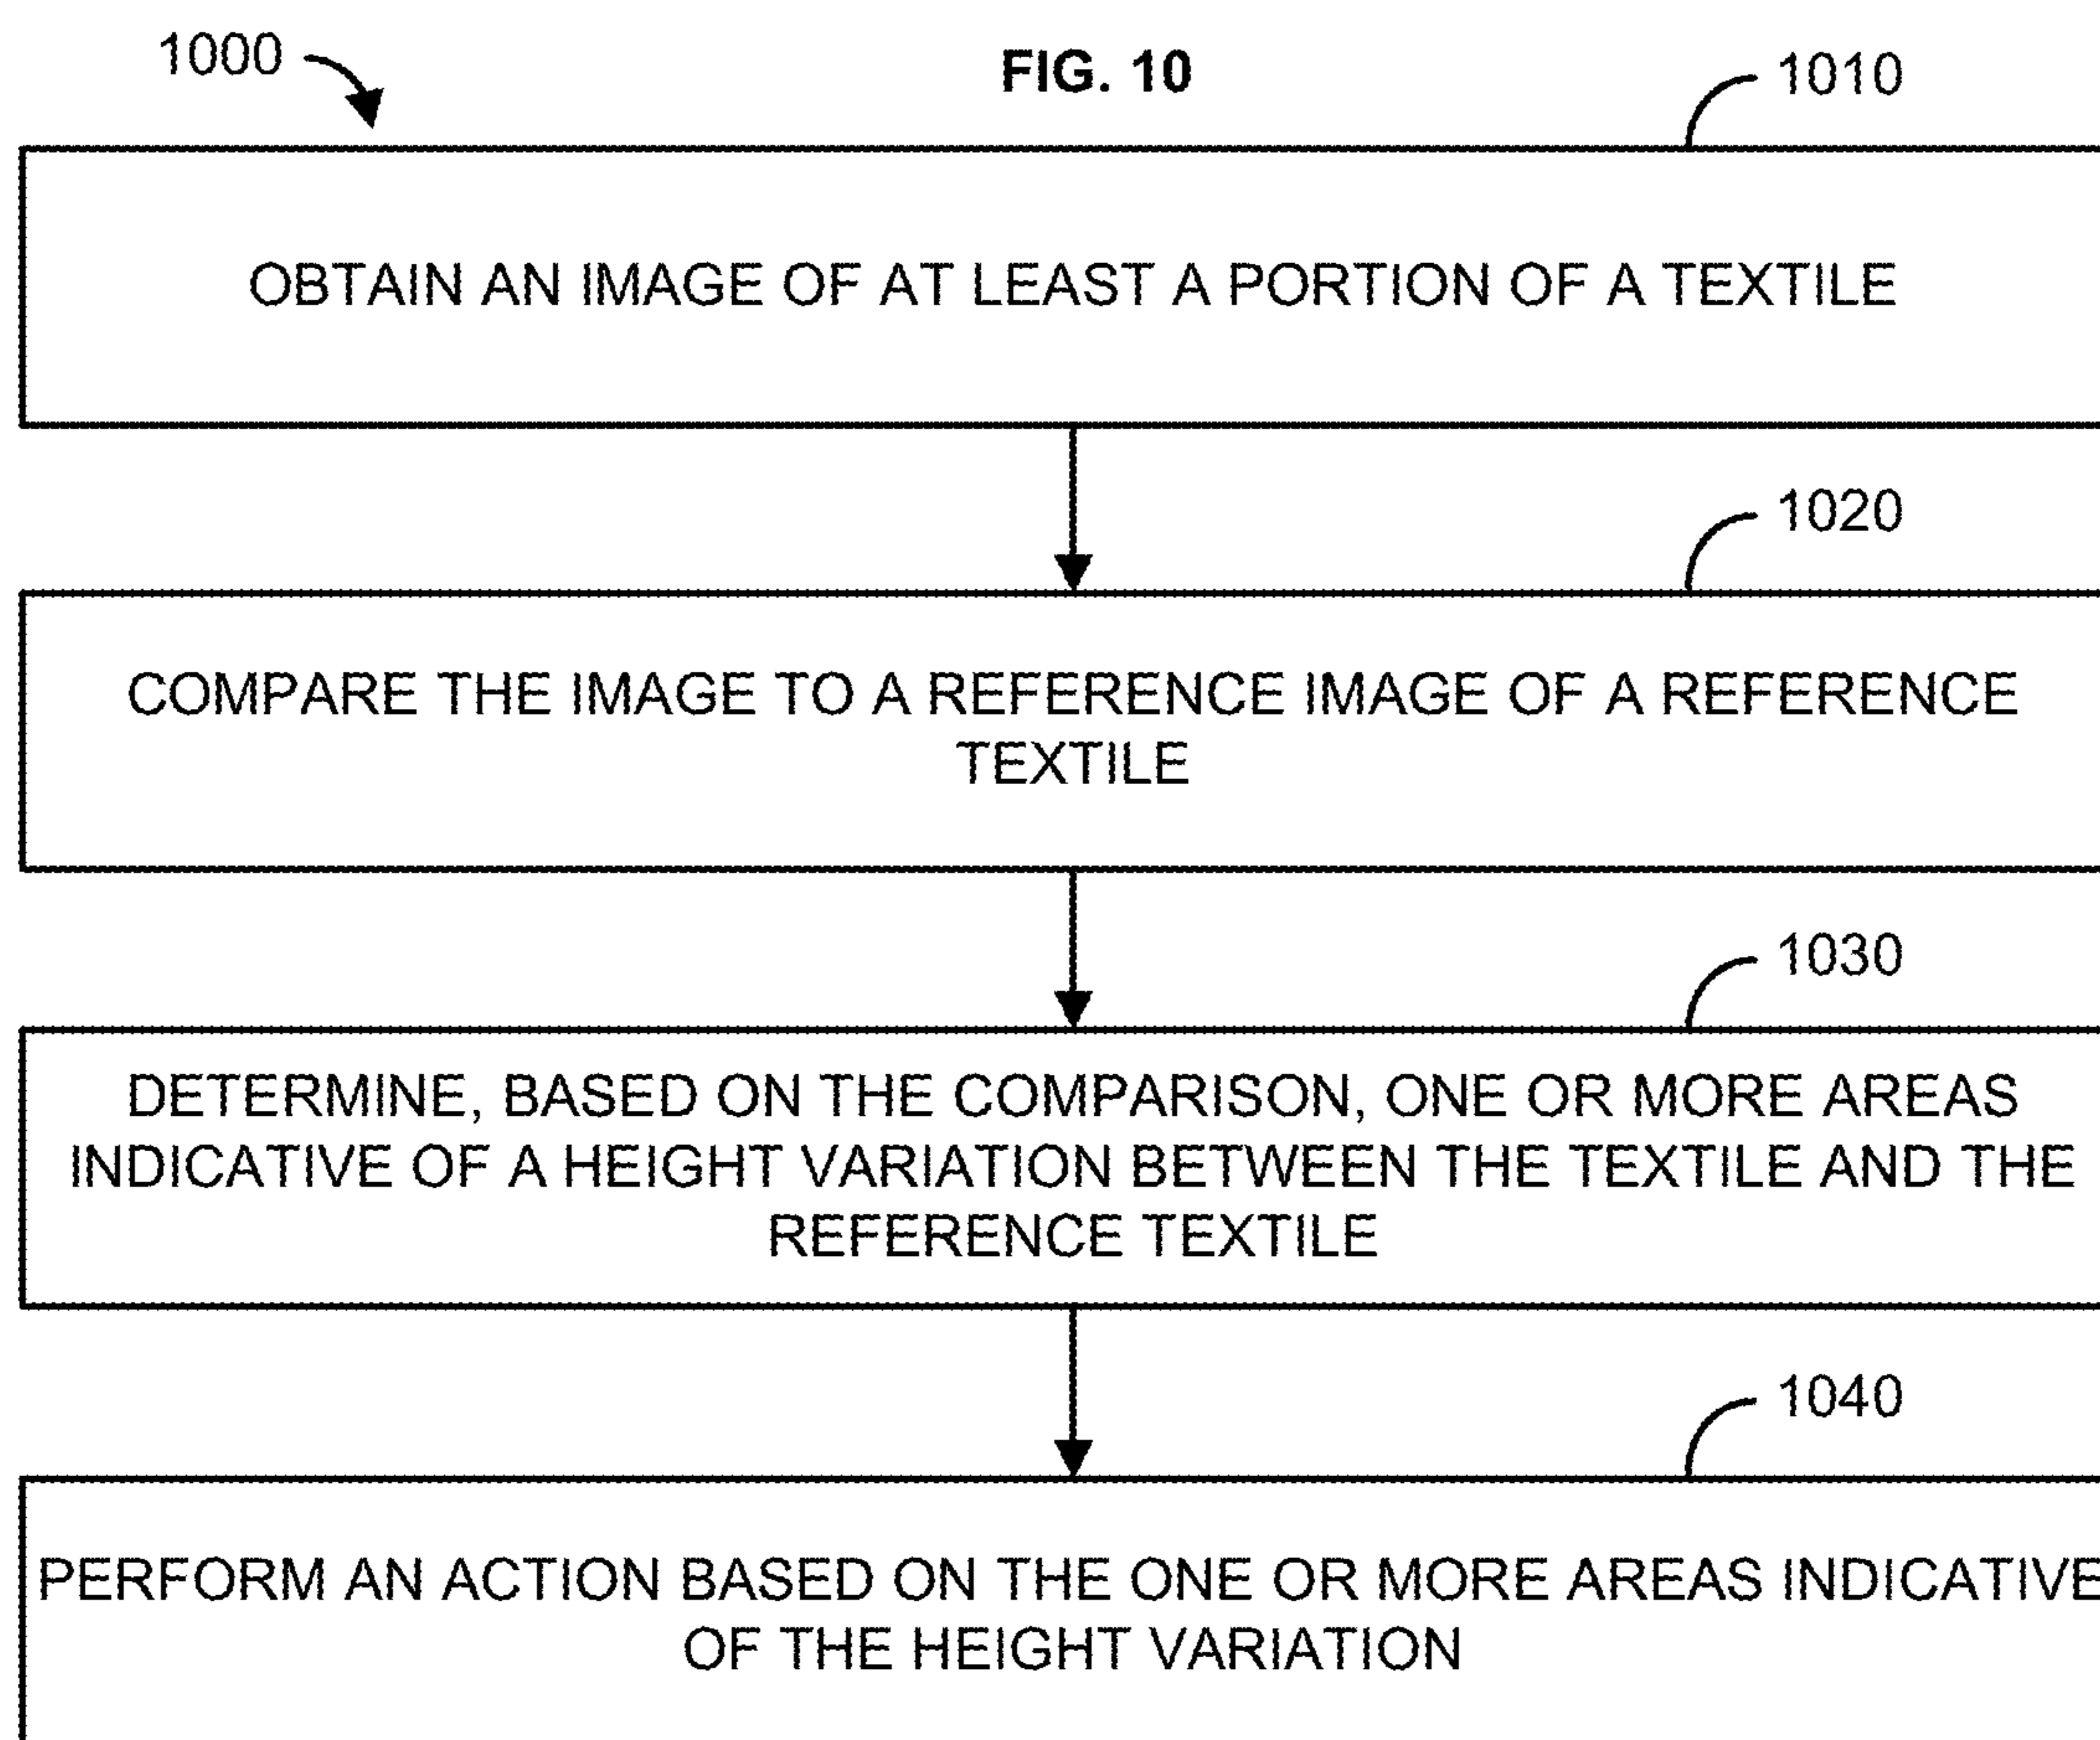 1000
FIG. 10
1010
OBTAIN AN IMAGE OF AT LEAST A PORTION OF A TEXTILE
1020
COMPARE THE IMAGE TO A REFERENCE IMAGE OF A REFERENCE
TEXTILE
1030
DETERMINE, BASED ON THE COMPARISON, ONE OR MORE AREAS
INDICATIVE OF A HEIGHT VARIATION BETWEEN THE TEXTILE AND THE
REFERENCE TEXTILE
1040
PERFORM AN ACTION BASED ON THE ONE OR MORE AREAS INDICATIVE
OF THE HEIGHT VARIATION